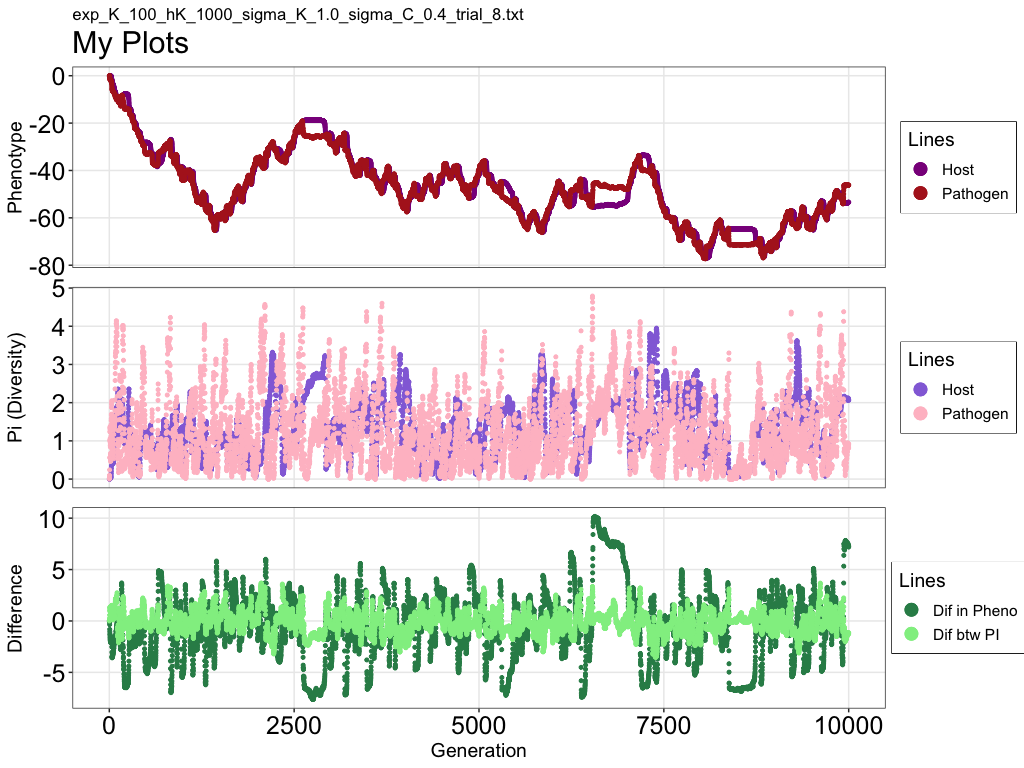 exp_K_100_hK_1000_sigma_K_1.0_sigma_C_0.4_trial_8.txt
My Plots
Phenotype
0
-20
-40
-60
-80
Lines
Host
Pathogen
Pi (Diversity)
5
4
3
2
1
0
Lines
Host
Pathogen
Difference
10
5
0
-5
Lines
Dif in Pheno
Dif btw PI
0
2500
5000
7500
10000
Generation